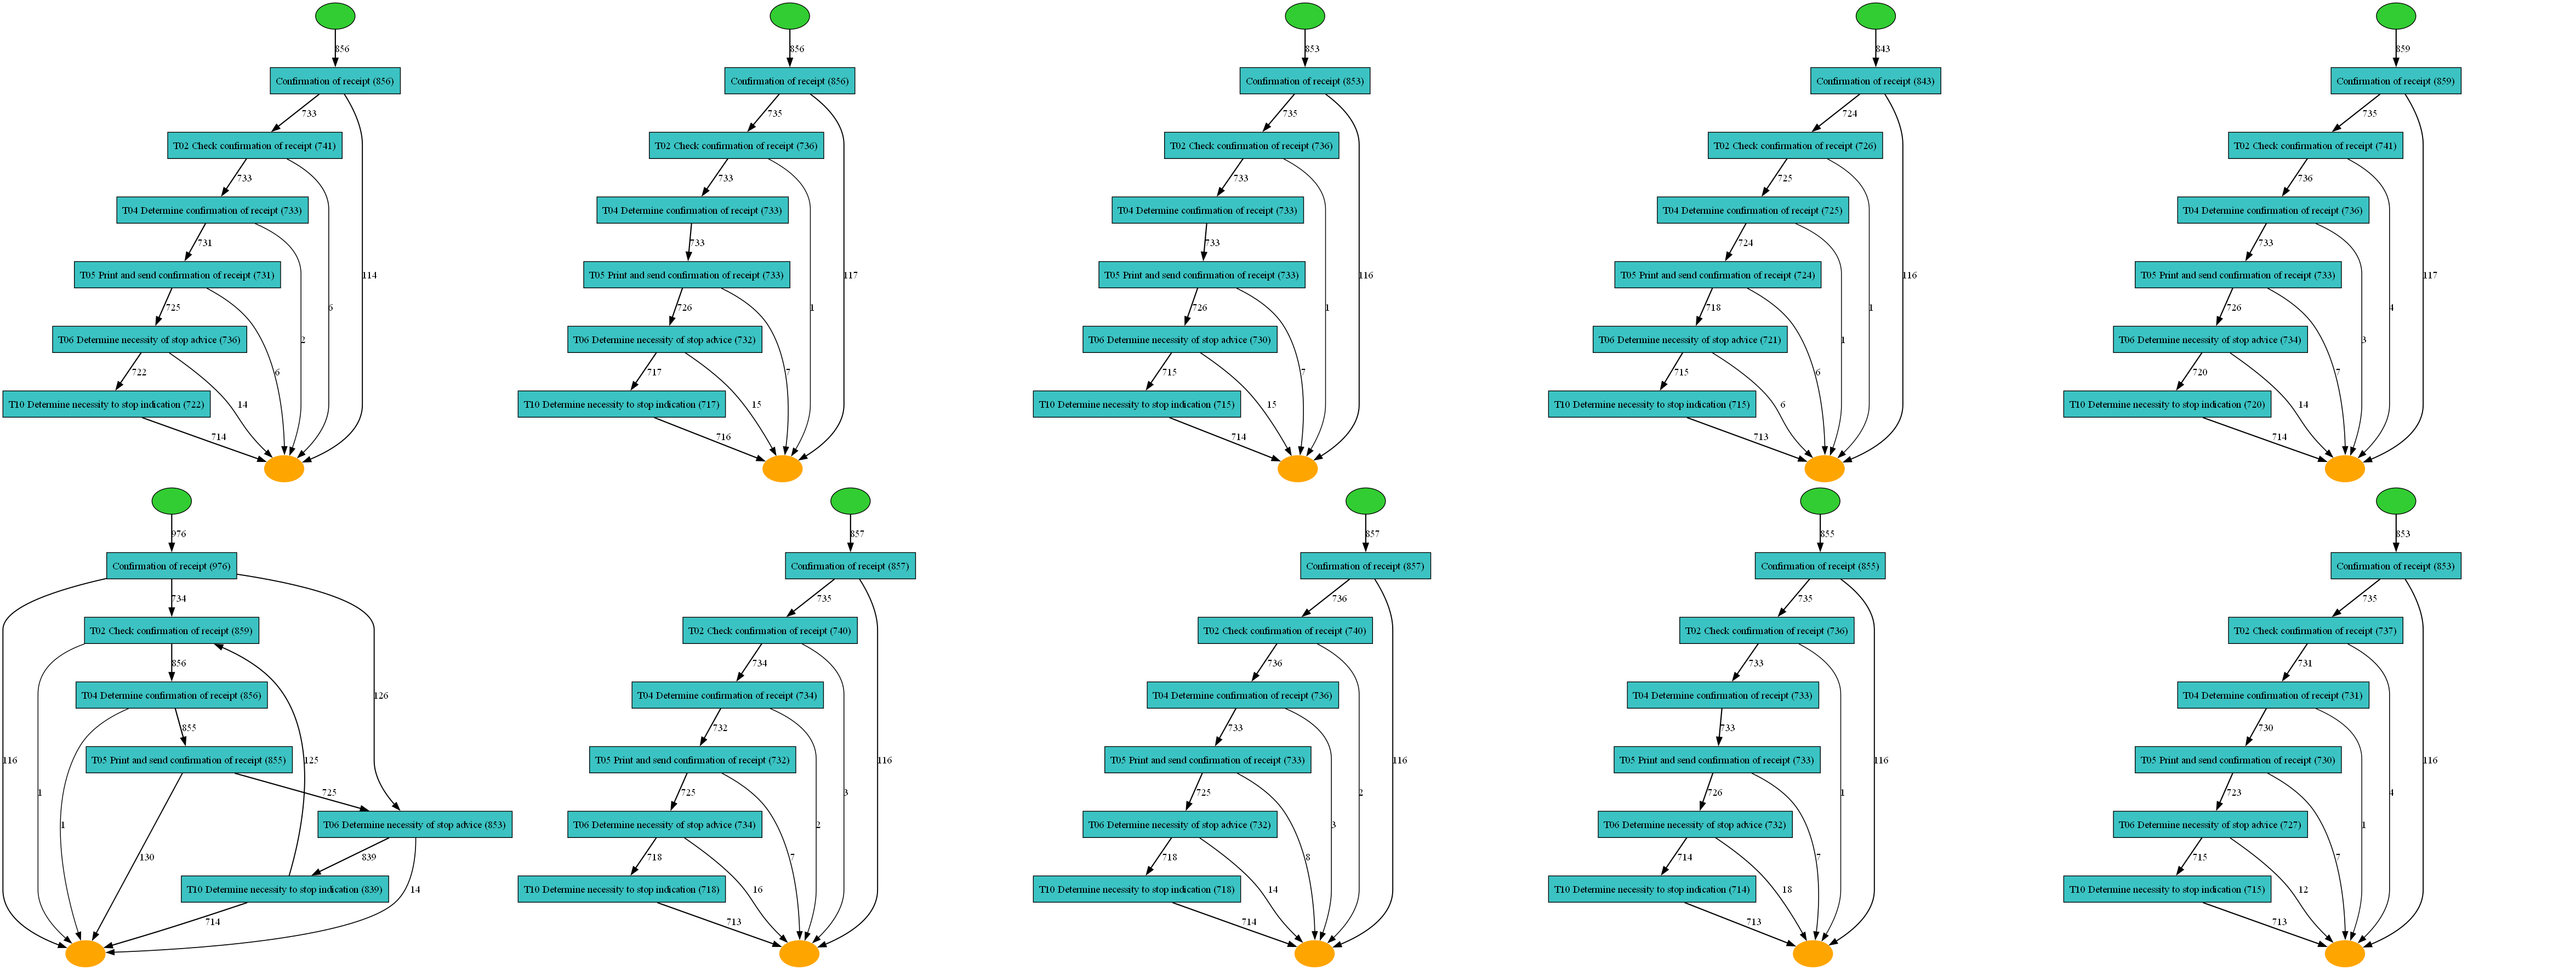 856
Confirmation of receipt (856)
733
T02 Check confirmation of receipt (741)
733
T04 Determine confirmation of receipt (733)
731
T05 Print and send confirmation of receipt (731)
114
725
2
6
T06 Determine necessity of stop advice (736)
722
6
T10 Determine necessity to stop indication (722)
14
714
856
Confirmation of receipt (856)
735
T02 Check confirmation of receipt (736)
733
T04 Determine confirmation of receipt (733)
733
T05 Print and send confirmation of receipt (733)
117
726
1
T06 Determine necessity of stop advice (732)
717
7
T10 Determine necessity to stop indication (717)
15
716
853
Confirmation of receipt (853)
735
T02 Check confirmation of receipt (736)
733
T04 Determine confirmation of receipt (733)
733
T05 Print and send confirmation of receipt (733)
116
726
1
T06 Determine necessity of stop advice (730)
715
7
T10 Determine necessity to stop indication (715)
15
714
843
Confirmation of receipt (843)
724
T02 Check confirmation of receipt (726)
725
T04 Determine confirmation of receipt (725)
724
T05 Print and send confirmation of receipt (724)
116
718
1
1
T06 Determine necessity of stop advice (721)
715
6
T10 Determine necessity to stop indication (715)
6
713
859
Confirmation of receipt (859)
735
T02 Check confirmation of receipt (741)
736
T04 Determine confirmation of receipt (736)
733
T05 Print and send confirmation of receipt (733)
117
726
3
4
T06 Determine necessity of stop advice (734)
720
7
T10 Determine necessity to stop indication (720)
14
714
976
Confirmation of receipt (976)
734
T02 Check confirmation of receipt (859)
856
T04 Determine confirmation of receipt (856)
126
855
116
T05 Print and send confirmation of receipt (855)
125
1
725
1
T06 Determine necessity of stop advice (853)
130
839
T10 Determine necessity to stop indication (839)
14
714
857
Confirmation of receipt (857)
735
T02 Check confirmation of receipt (740)
734
T04 Determine confirmation of receipt (734)
732
T05 Print and send confirmation of receipt (732)
116
725
3
2
T06 Determine necessity of stop advice (734)
718
7
T10 Determine necessity to stop indication (718)
16
713
857
Confirmation of receipt (857)
736
T02 Check confirmation of receipt (740)
736
T04 Determine confirmation of receipt (736)
733
T05 Print and send confirmation of receipt (733)
116
725
2
3
T06 Determine necessity of stop advice (732)
718
8
T10 Determine necessity to stop indication (718)
14
714
855
Confirmation of receipt (855)
735
T02 Check confirmation of receipt (736)
733
T04 Determine confirmation of receipt (733)
733
T05 Print and send confirmation of receipt (733)
116
726
1
T06 Determine necessity of stop advice (732)
714
7
T10 Determine necessity to stop indication (714)
18
713
853
Confirmation of receipt (853)
735
T02 Check confirmation of receipt (737)
731
T04 Determine confirmation of receipt (731)
730
T05 Print and send confirmation of receipt (730)
116
723
4
1
T06 Determine necessity of stop advice (727)
715
7
T10 Determine necessity to stop indication (715)
12
713